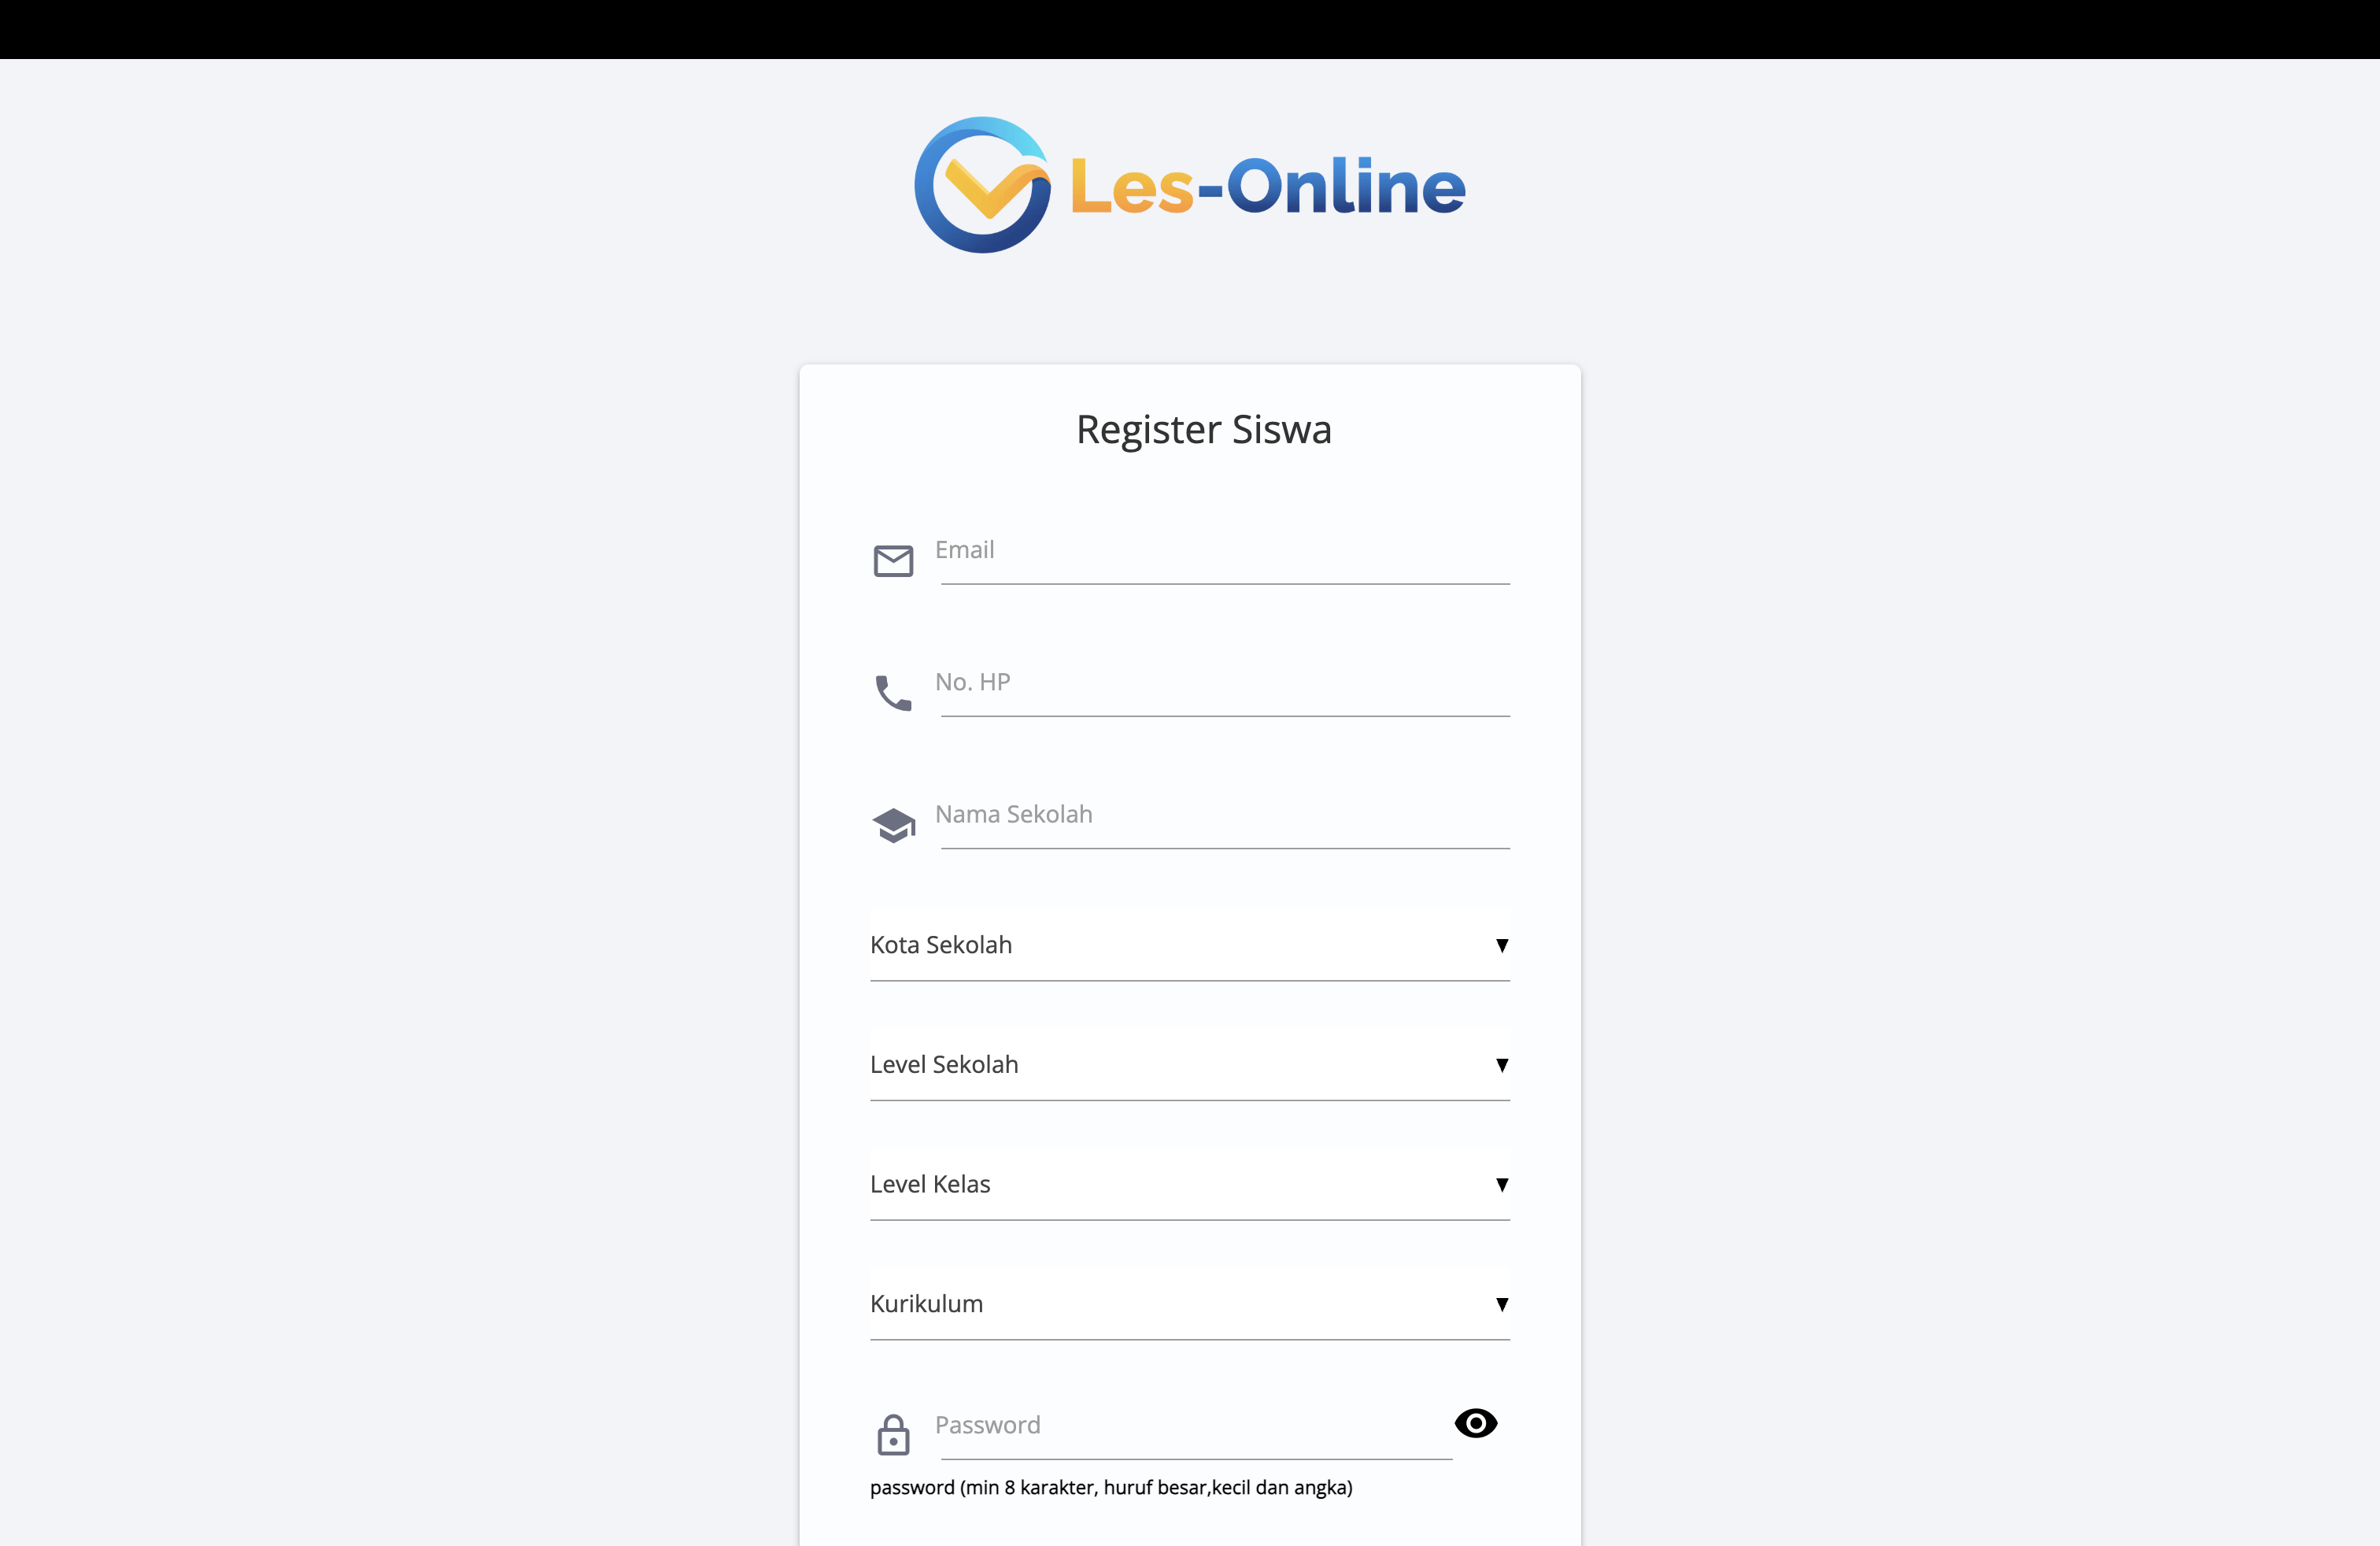 Les-Online
Register Siswa
Email
No. HP
Nama Sekolah
Kota Sekolah
Level Sekolah
Level Kelas
Kurikulum
Password
password (min 8 karakter, huruf besar,kecil dan angka)